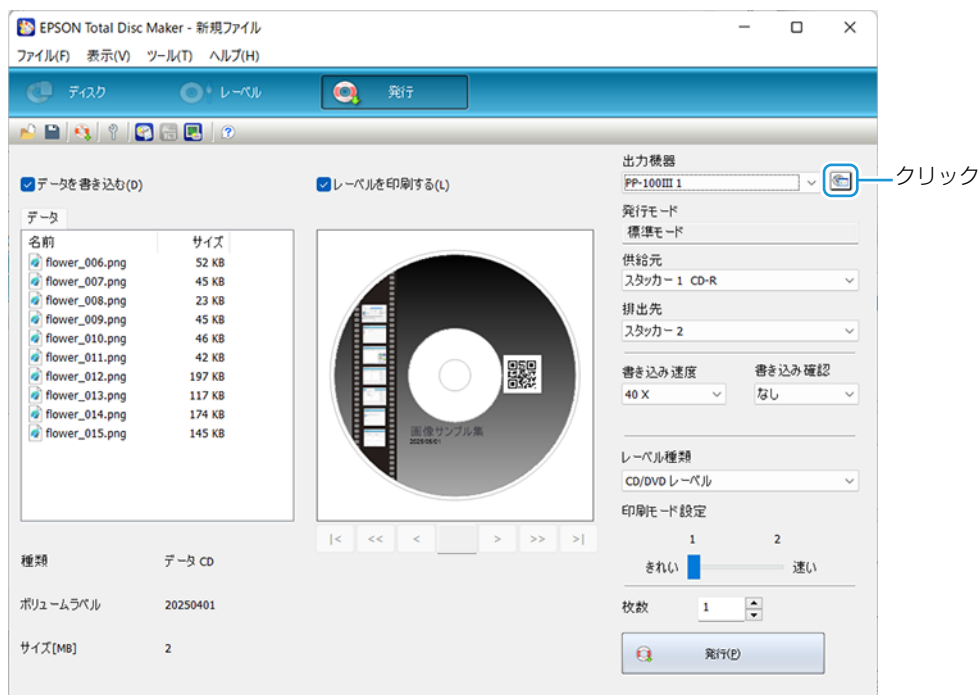 EPSON Total Disc Maker - 新規ファイル
ファイル(F) 表示(V) ツール(T) ヘルプ(H)
ディスク レーベル 発行
データを書き込む(D)
データ
名前 サイズ
flower_006.png 52 KB
flower_007.png 45 KB
flower_008.png 23 KB
flower_009.png 45 KB
flower_010.png 46 KB
flower_011.png 42 KB
flower_012.png 197 KB
flower_013.png 117 KB
flower_014.png 174 KB
flower_015.png 145 KB
種類 データ CD
ボリュームラベル 20250401
サイズ[MB] 2
レーベルを印刷する(L)
画像サンプル集
2025/05/01
|< << < > >> >|
出力機器
PP-100III 1
クリック
発行モード
標準モード
供給元
スタッカー 1 CD-R
排出先
スタッカー 2
書き込み速度 書き込み確認
40 X なし
レーベル種類
CD/DVD レーベル
印刷モード設定
1 2
きれい 速い
枚数 1
発行(P)